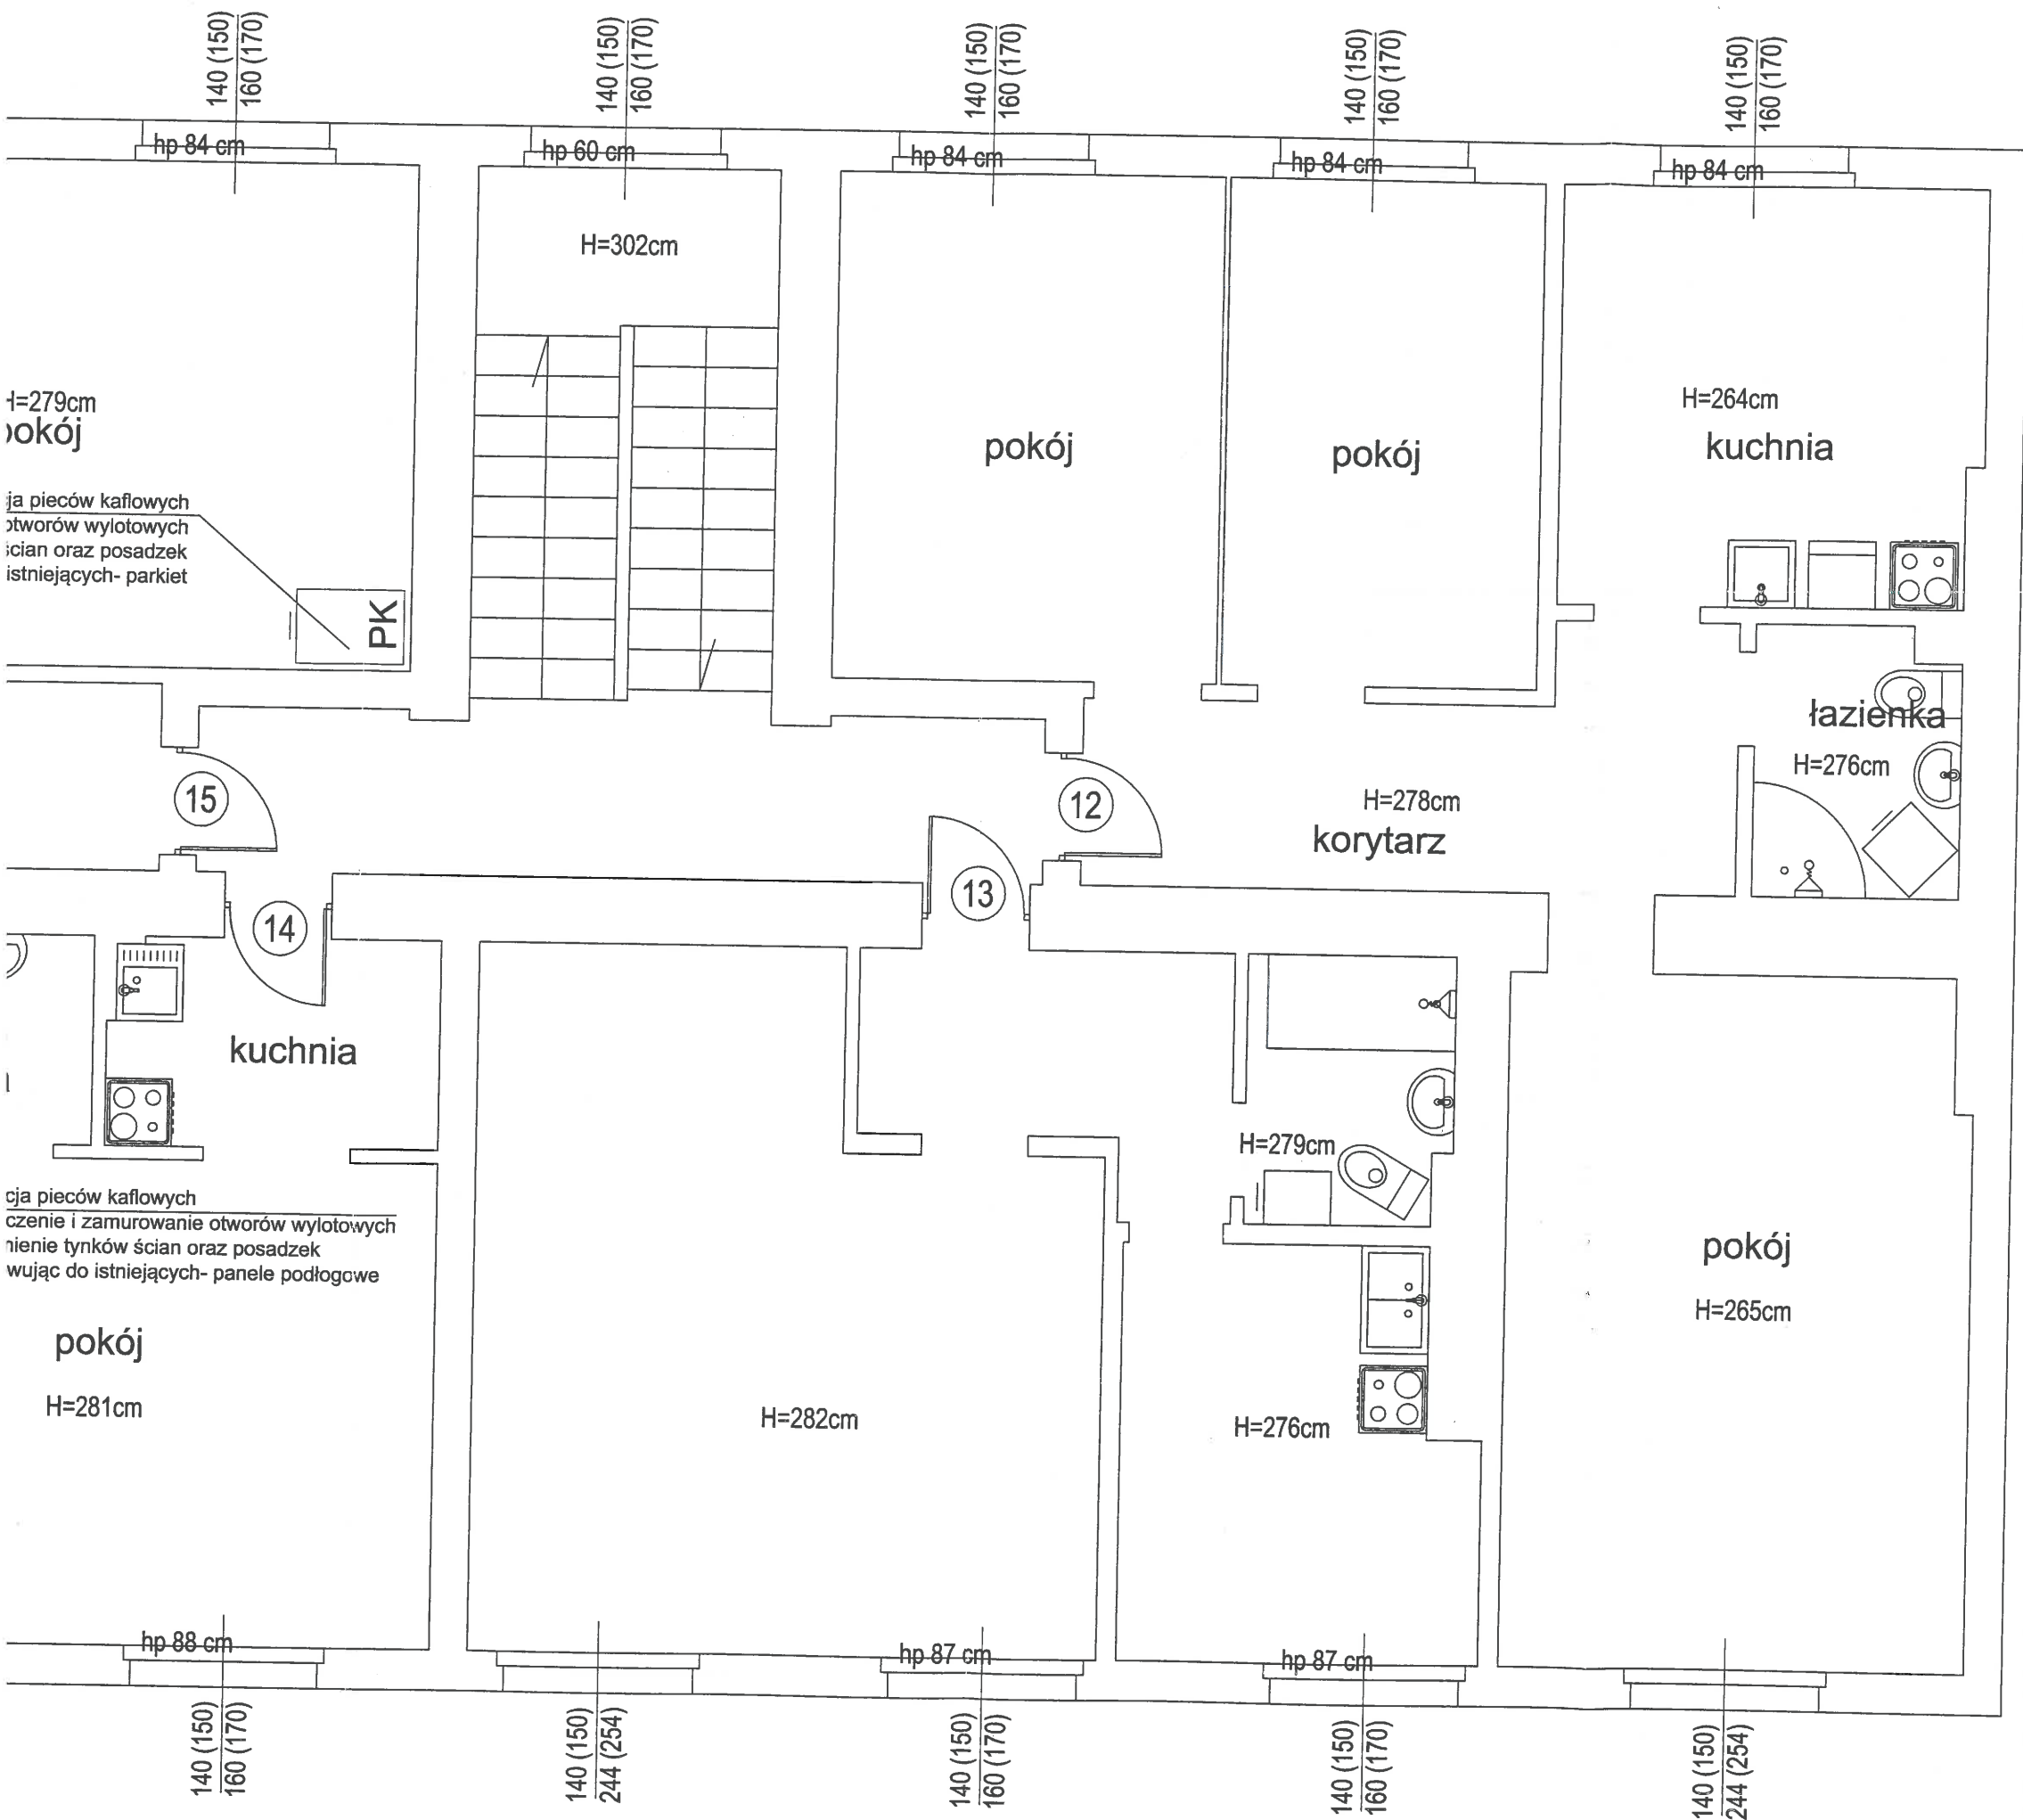 140 (150)
160 (170)
140 (150)
160 (170)
140 (150)
160 (170)
140 (150)
160 (170)
140 (150)
160 (170)
hp 84 cm
hp 60 cm
hp 84 cm
hp 84 cm
hp 84 cm
H=302cm
H=279cm
pokój
pokój
pokój
H=264cm
kuchnia
ja pieców kaflowych
otworów wylotowych
ścian oraz posadzek
istniejących- parkiet
PK
łazienka
H=276cm
15
12
H=278cm
korytarz
13
14
kuchnia
H=279cm
cja pieców kaflowych
czenie i zamurowanie otworów wylotowych
nienie tynków ścian oraz posadzek
wując do istniejących- panele podłogowe
pokój
H=281cm
H=282cm
H=276cm
pokój
H=265cm
hp 88 cm
hp 87 cm
hp 87 cm
140 (150)
160 (170)
140 (150)
244 (254)
140 (150)
160 (170)
140 (150)
160 (170)
140 (150)
244 (254)